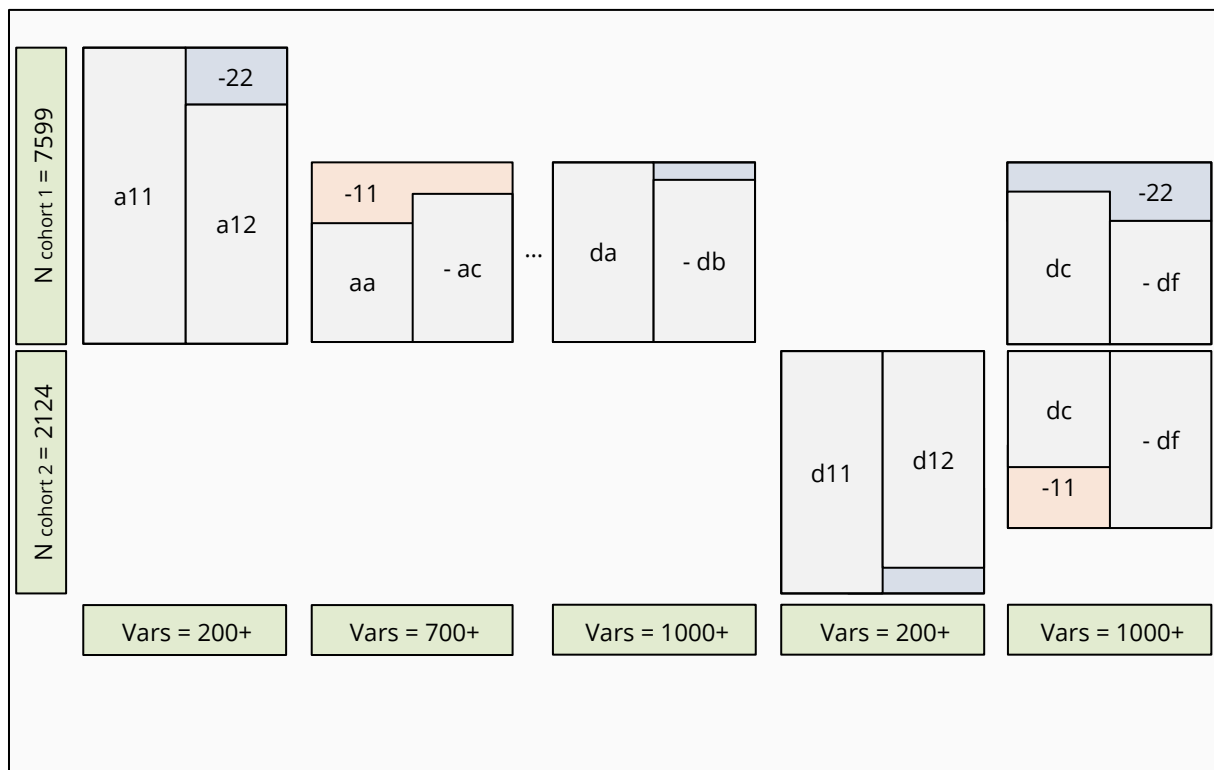 N cohort 1 = 7599
a11
-22
a12
-11
aa
- ac
...
da
- db
-22
dc
- df
N cohort 2 = 2124
d11
d12
dc
-11
- df
Vars = 200+
Vars = 700+
Vars = 1000+
Vars = 200+
Vars = 1000+